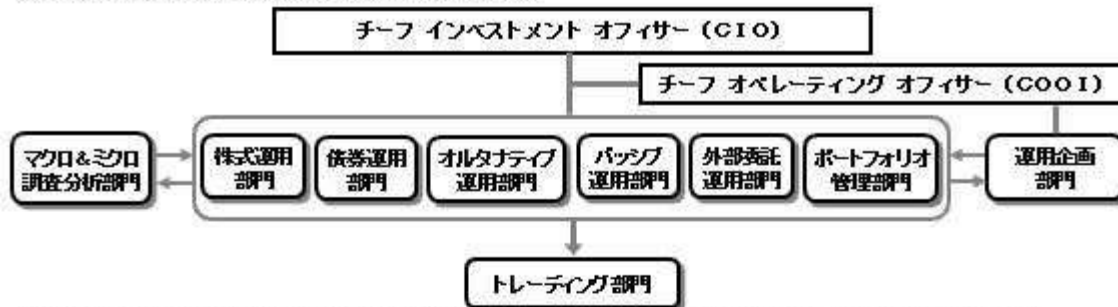 チーフ インベストメント オフィサー (CIO)
チーフ オペレーティング オフィサー (COOI)
マクロ&ミクロ
調査分析部門
株式運用
部門
債券運用
部門
オルタナティブ
運用部門
パッシブ
運用部門
外部委託
運用部門
ポートフォリオ
管理部門
運用企画
部門
トレーディング部門